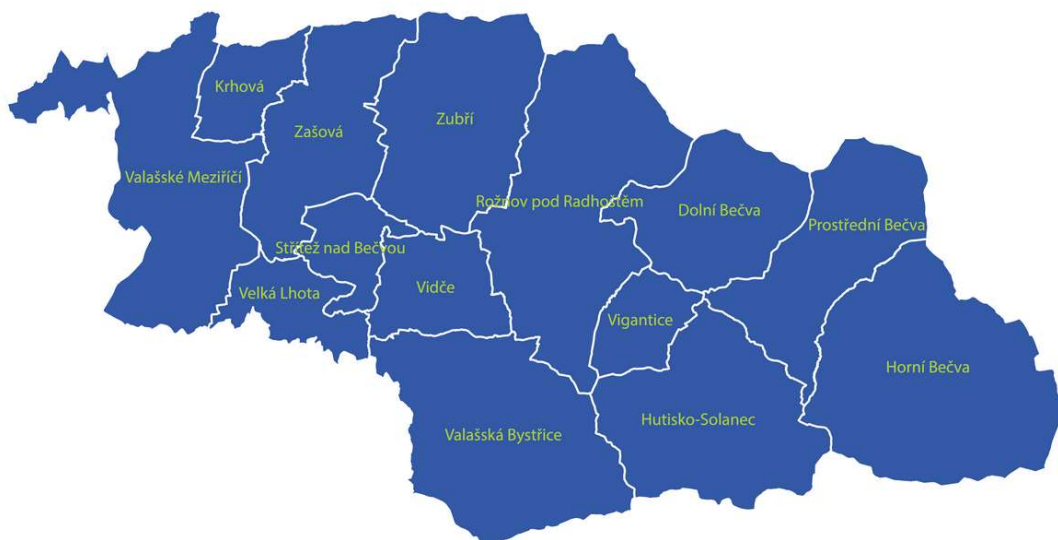 Krhová
Zašová
Zubří
Valašské Meziříčí
Rožnov pod Radhoštěm
Dolní Bečva
Prostřední Bečva
Střítež nad Bečvou
Velká Lhota
Vidče
Vigantice
Horní Bečva
Valašská Bystřice
Hutisko-Solanec